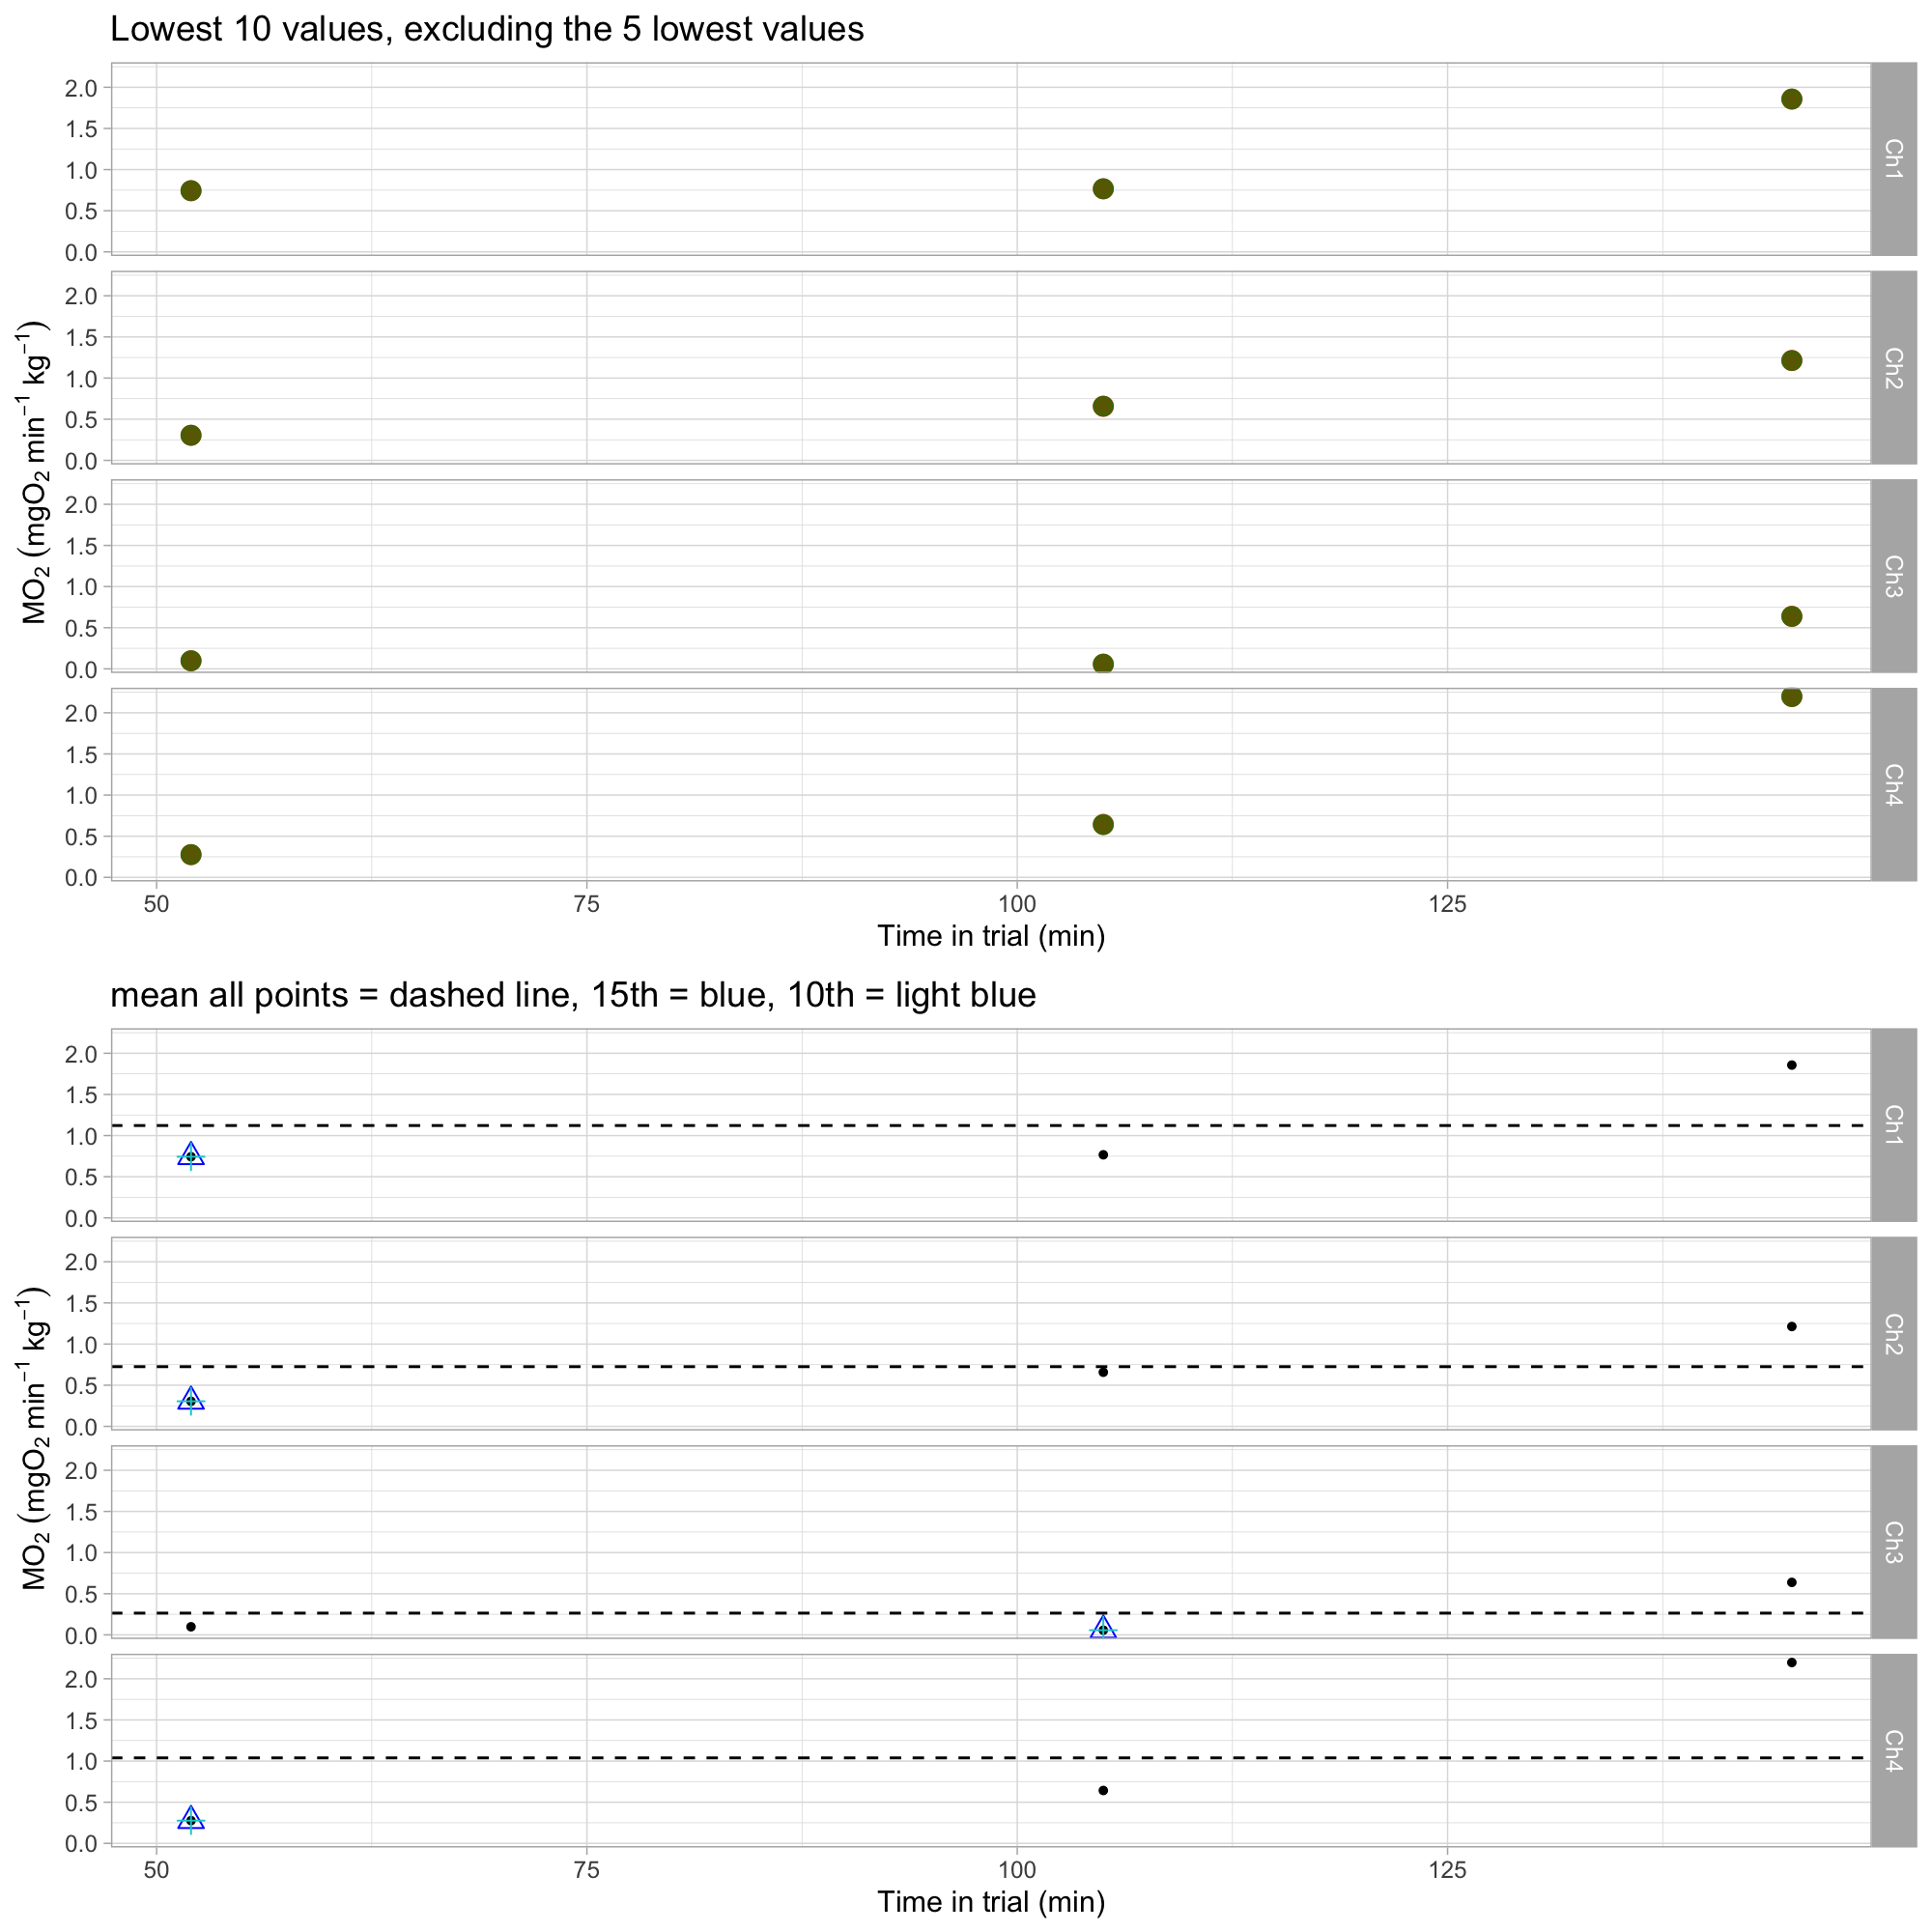 Lowest 10 values, excluding the 5 lowest values
2.0
1.5
1.0
0.5
0.0
Ch1
2.0
1.5
1.0
0.5
0.0
Ch2
2.0
1.5
1.0
0.5
0.0
Ch3
2.0
1.5
1.0
0.5
0.0
Ch4
MO₂ (mgO₂ min⁻¹ kg⁻¹)
50 75 100 125
Time in trial (min)
mean all points = dashed line, 15th = blue, 10th = light blue
2.0
1.5
1.0
0.5
0.0
Ch1
2.0
1.5
1.0
0.5
0.0
Ch2
2.0
1.5
1.0
0.5
0.0
Ch3
2.0
1.5
1.0
0.5
0.0
Ch4
MO₂ (mgO₂ min⁻¹ kg⁻¹)
50 75 100 125
Time in trial (min)